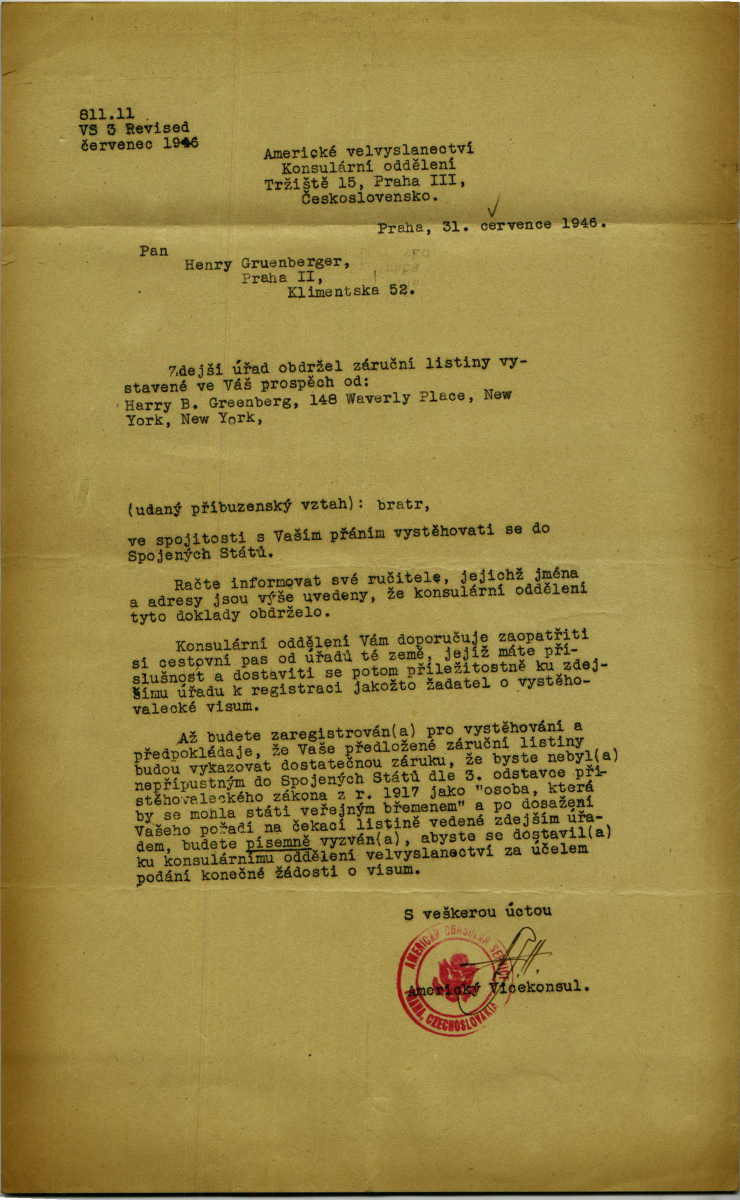 811.11
VS 3 Revised
červenec 1946
Americké velvyslanectví
Konsulární oddělení
Tržiště 15, Praha III,
Československo.
Praha, 31. července 1946.
Pan
Henry Gruenberger,
Praha II,
Klimentska 52.
Zdejší úřad obdržel záruční listiny vy-
stavené ve Váš prospěch od:
Harry B. Greenberg, 148 Waverly Place, New
York, New York,
(udaný příbuzenský vztah): bratr,
ve spojitosti s Vašim přáním vystěhovati se do
Spojených Států.
Račte informovat své ručitele, jejichž jména
a adresy jsou výše uvedeny, že konsulární oddělení
tyto doklady obdrželo.
Konsulární oddělení Vám doporučuje zaopatřiti
si cestovní pas od úřadů té země, jejíž máte pří-
slušnost a dostaviti se potom příležitostně ku zdej-
šímu úřadu k registraci jakožto žadatel o vystěho-
valecké visum.
Až budete zaregistrován(a) pro vystěhování a
předpokládaje, že Vaše předložené záruční listiny
budou vykazovat dostatečnou záruku, že byste nebyl(a)
nepřípustným do Spojených Států dle 3. odstavce při-
stěhovaleckého zákona z r. 1917 jako "osoba, která
by se mohla státi veřejným břemenem" a po dosažení
Vašeho pořadí na čekací listině vedené zdejším úřa-
dem, budete písemně vyzván(a), abyste se dostavil(a)
ku konsulárnímu oddělení velvyslanectví za účelem
podání konečné žádosti o visum.
S veškerou úctou
Americký Vicekonsul.
AMERICAN CONSULAR SERVICE
PRAHA, CZECHOSLOVAKIA